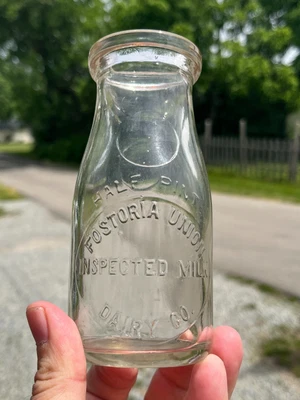 HALF PINT
FOSTORIA UNION
INSPECTED MILK
DAIRY CO.